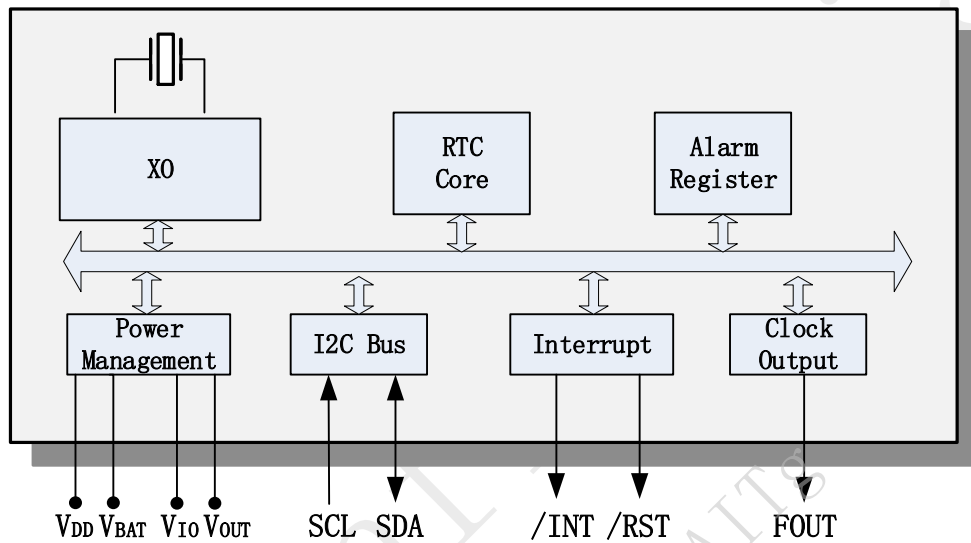 XO
RTC
Core
Alarm
Register
Power
Management
I2C Bus
Interrupt
Clock
Output
VDD VBAT VIO VOUT SCL SDA /INT /RST FOUT